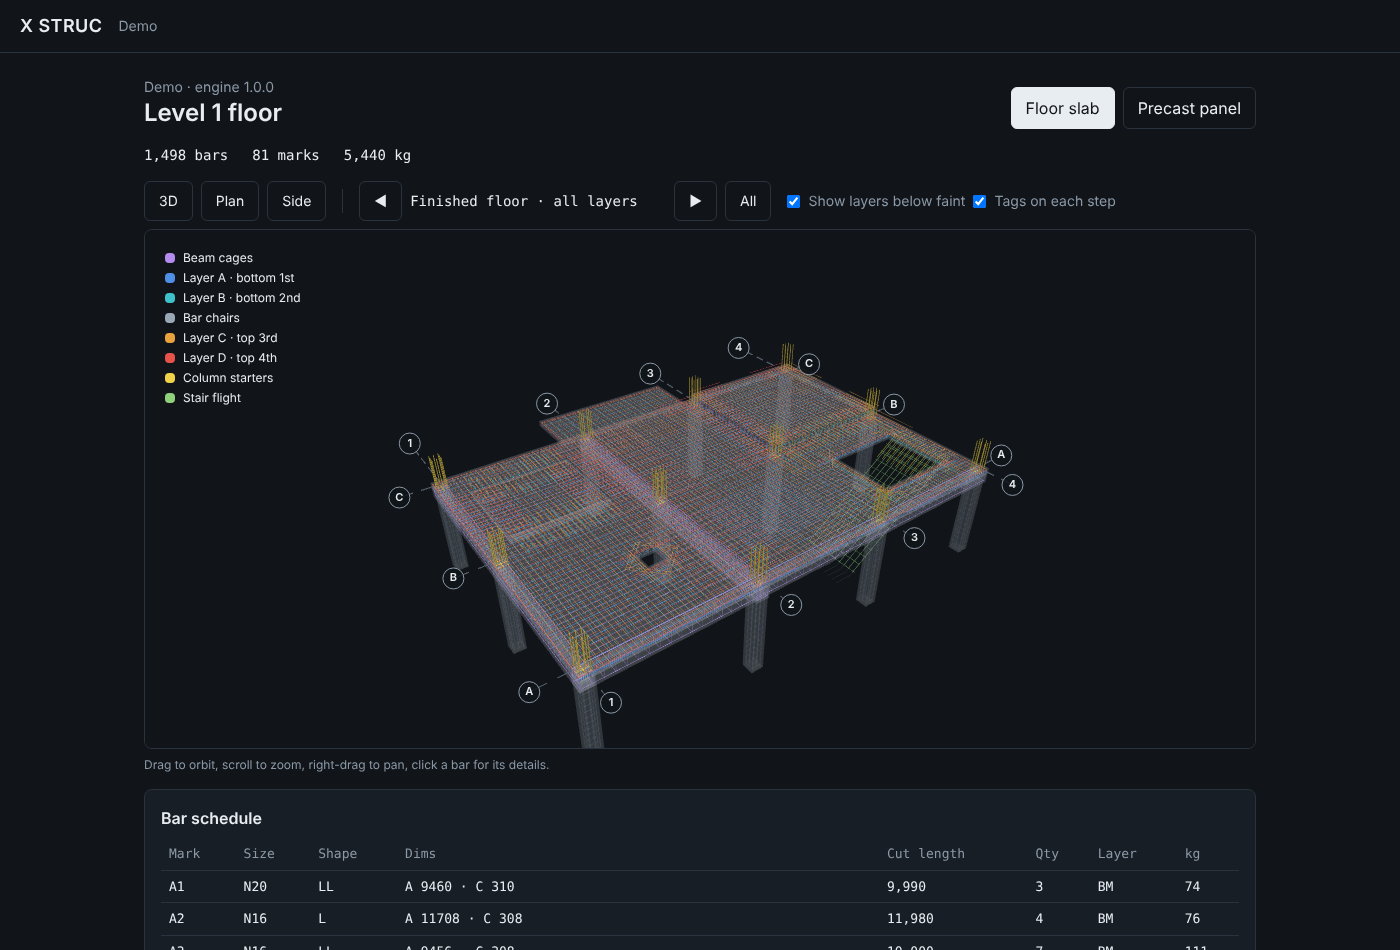 X STRUC Demo
Demo · engine 1.0.0
Level 1 floor
Floor slab Precast panel
1,498 bars 81 marks 5,440 kg
3D Plan Side ◀ Finished floor · all layers ▶ All Show layers below faint Tags on each step
Beam cages
Layer A · bottom 1st
Layer B · bottom 2nd
Bar chairs
Layer C · top 3rd
Layer D · top 4th
Column starters
Stair flight
4
C
3
2
B
1
A
4
C
3
B
2
A
1
Drag to orbit, scroll to zoom, right-drag to pan, click a bar for its details.
Bar schedule
Mark Size Shape Dims Cut length Qty Layer kg
A1 N20 LL A 9460 · C 310 9,990 3 BM 74
A2 N16 L A 11708 · C 308 11,980 4 BM 76